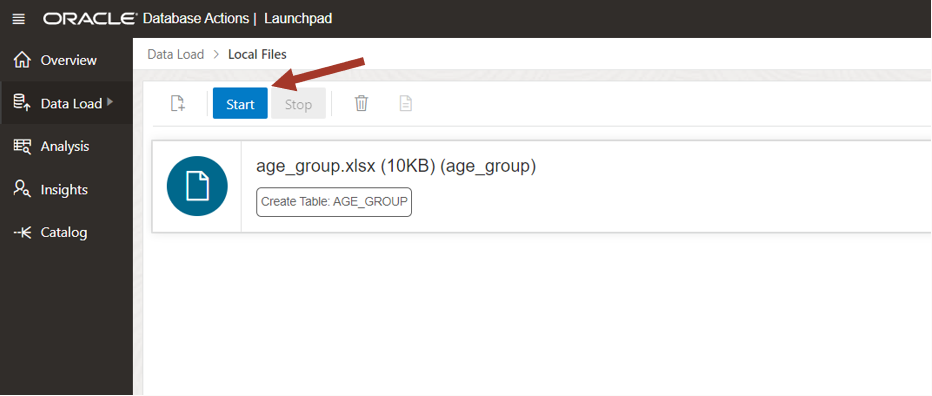 ORACLE Database Actions | Launchpad
Overview
Data Load
Analysis
Insights
Catalog
Data Load > Local Files
Start Stop
age_group.xlsx (10KB) (age_group)
Create Table: AGE_GROUP